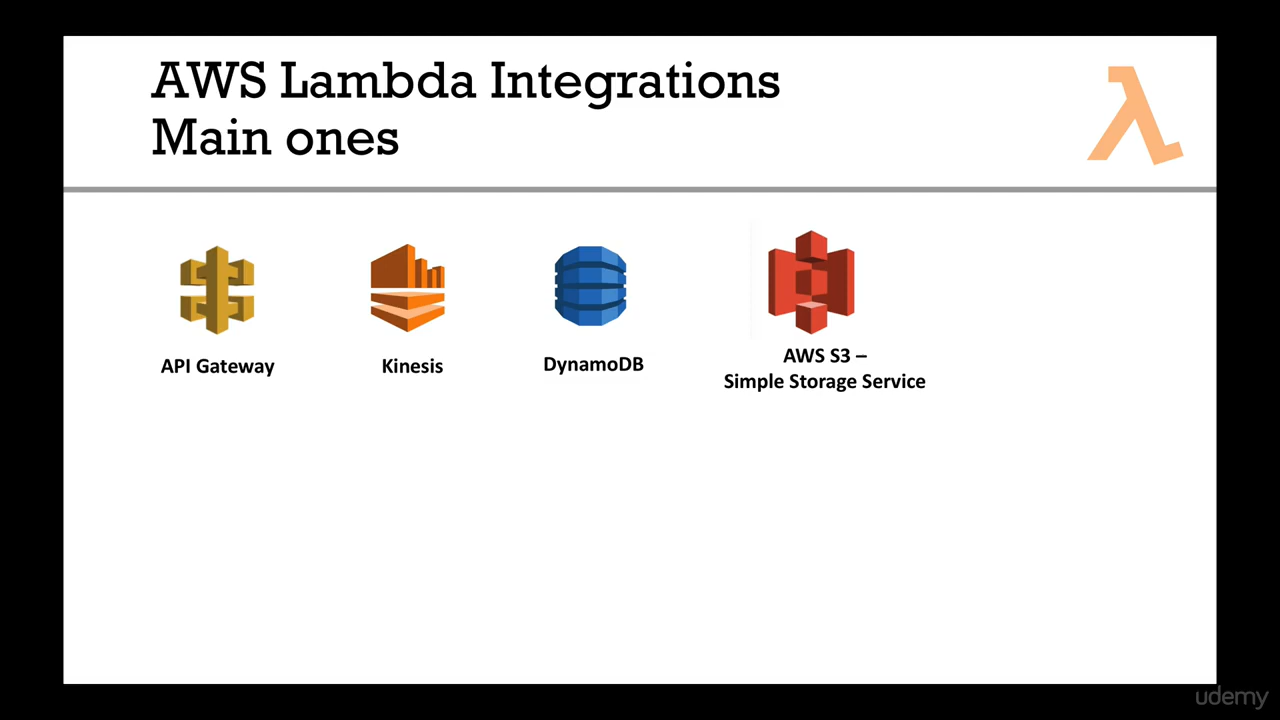 AWS Lambda Integrations
Main ones
API Gateway
Kinesis
DynamoDB
AWS S3 –
Simple Storage Service
udemy